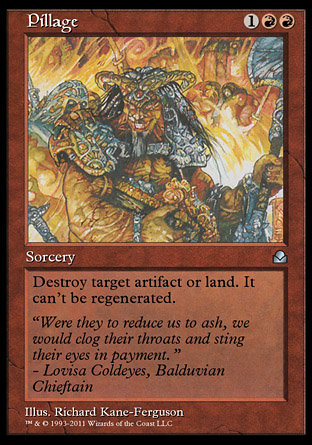 Pillage 1
Sorcery
Destroy target artifact or land. It
can't be regenerated.
“Were they to reduce us to ash, we
would clog their throats and sting
their eyes in payment.”
- Lovisa Coldeyes, Balduvian
Chieftain
Illus. Richard Kane-Ferguson
™ & © 1993-2011 Wizards of the Coast LLC